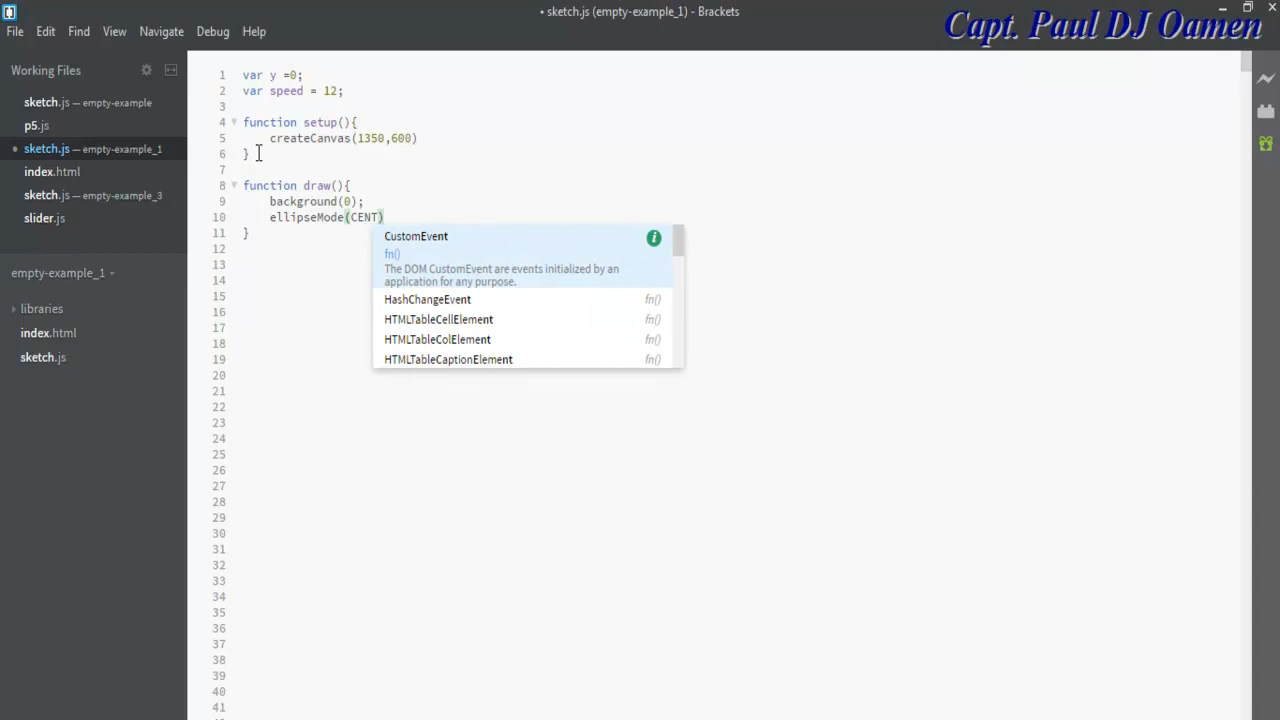 • sketch.js (empty-example_1) - Brackets
File Edit Find View Navigate Debug Help
Capt. Paul DJ Oamen
Working Files
sketch.js — empty-example
p5.js
• sketch.js — empty-example_1
index.html
sketch.js — empty-example_3
slider.js
empty-example_1
libraries
index.html
sketch.js
1 var y =0;
2 var speed = 12;
3
4 function setup(){
5 createCanvas(1350,600)
6 }
7
8 function draw(){
9 background(0);
10 ellipseMode(CENT)
11 }
12
13
14
15
16
17
18
19
20
21
22
23
24
25
26
27
28
29
30
31
32
33
34
35
36
37
38
39
40
41
CustomEvent
fn()
The DOM CustomEvent are events initialized by an
application for any purpose.
HashChangeEvent fn()
HTMLTableCellElement fn()
HTMLTableColElement fn()
HTMLTableCaptionElement fn()